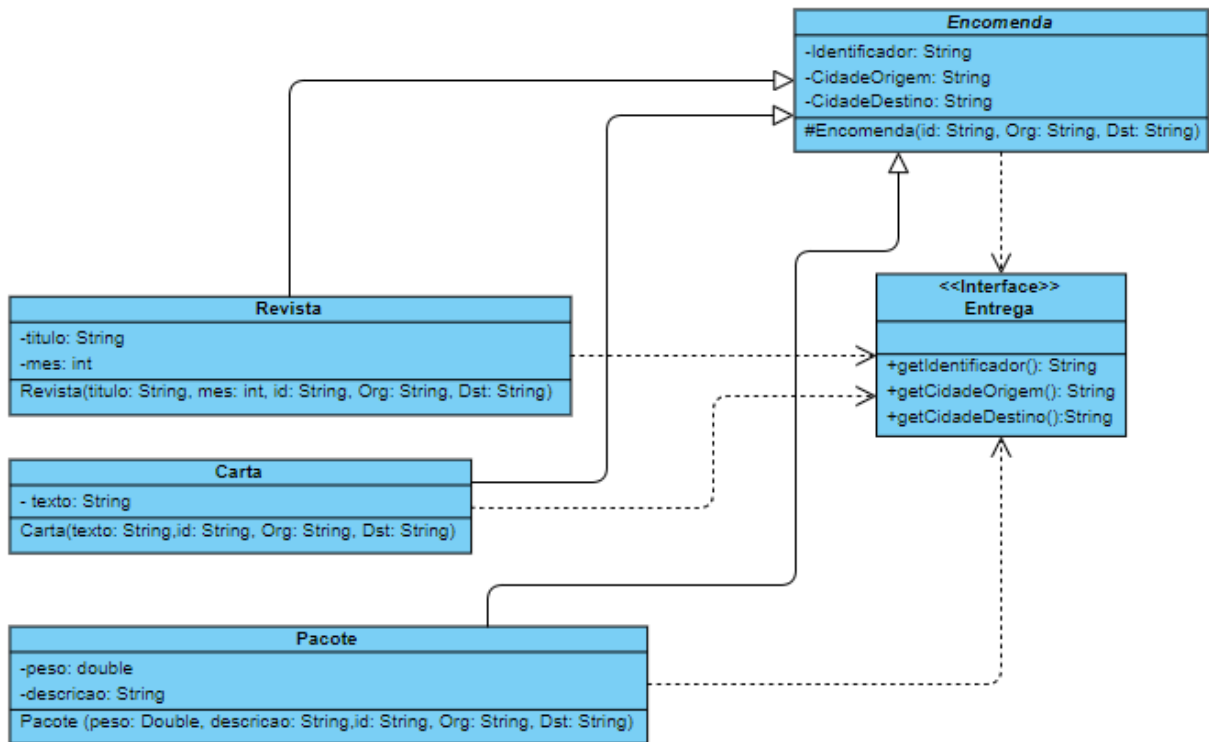 Encomenda
-Identificador: String
-CidadeOrigem: String
-CidadeDestino: String
#Encomenda(id: String, Org: String, Dst: String)
<<Interface>>
Entrega
+getIdentificador(): String
+getCidadeOrigem(): String
+getCidadeDestino():String
Revista
-titulo: String
-mes: int
Revista(titulo: String, mes: int, id: String, Org: String, Dst: String)
Carta
- texto: String
Carta(texto: String,id: String, Org: String, Dst: String)
Pacote
-peso: double
-descricao: String
Pacote (peso: Double, descricao: String,id: String, Org: String, Dst: String)